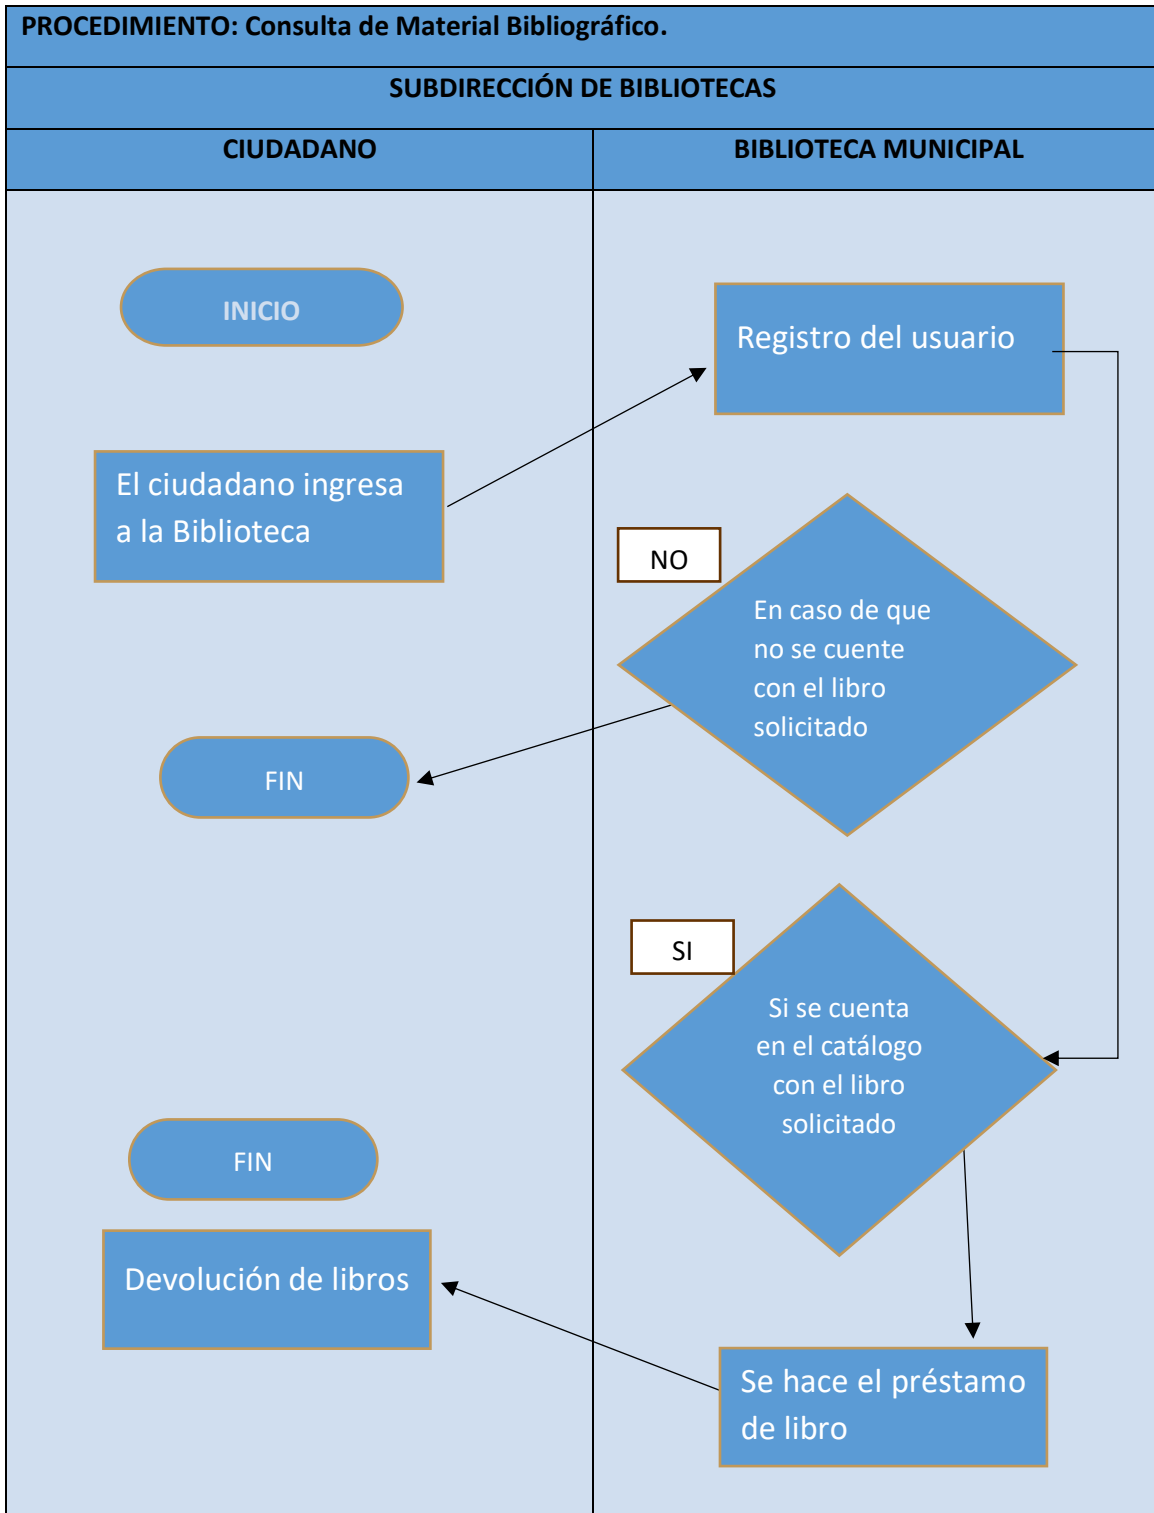 PROCEDIMIENTO: Consulta de Material Bibliográfico.
SUBDIRECCIÓN DE BIBLIOTECAS
CIUDADANO
BIBLIOTECA MUNICIPAL
INICIO
Registro del usuario
El ciudadano ingresa
a la Biblioteca
NO
En caso de que
no se cuente
con el libro
solicitado
FIN
SI
Si se cuenta
en el catálogo
con el libro
solicitado
FIN
Devolución de libros
Se hace el préstamo
de libro